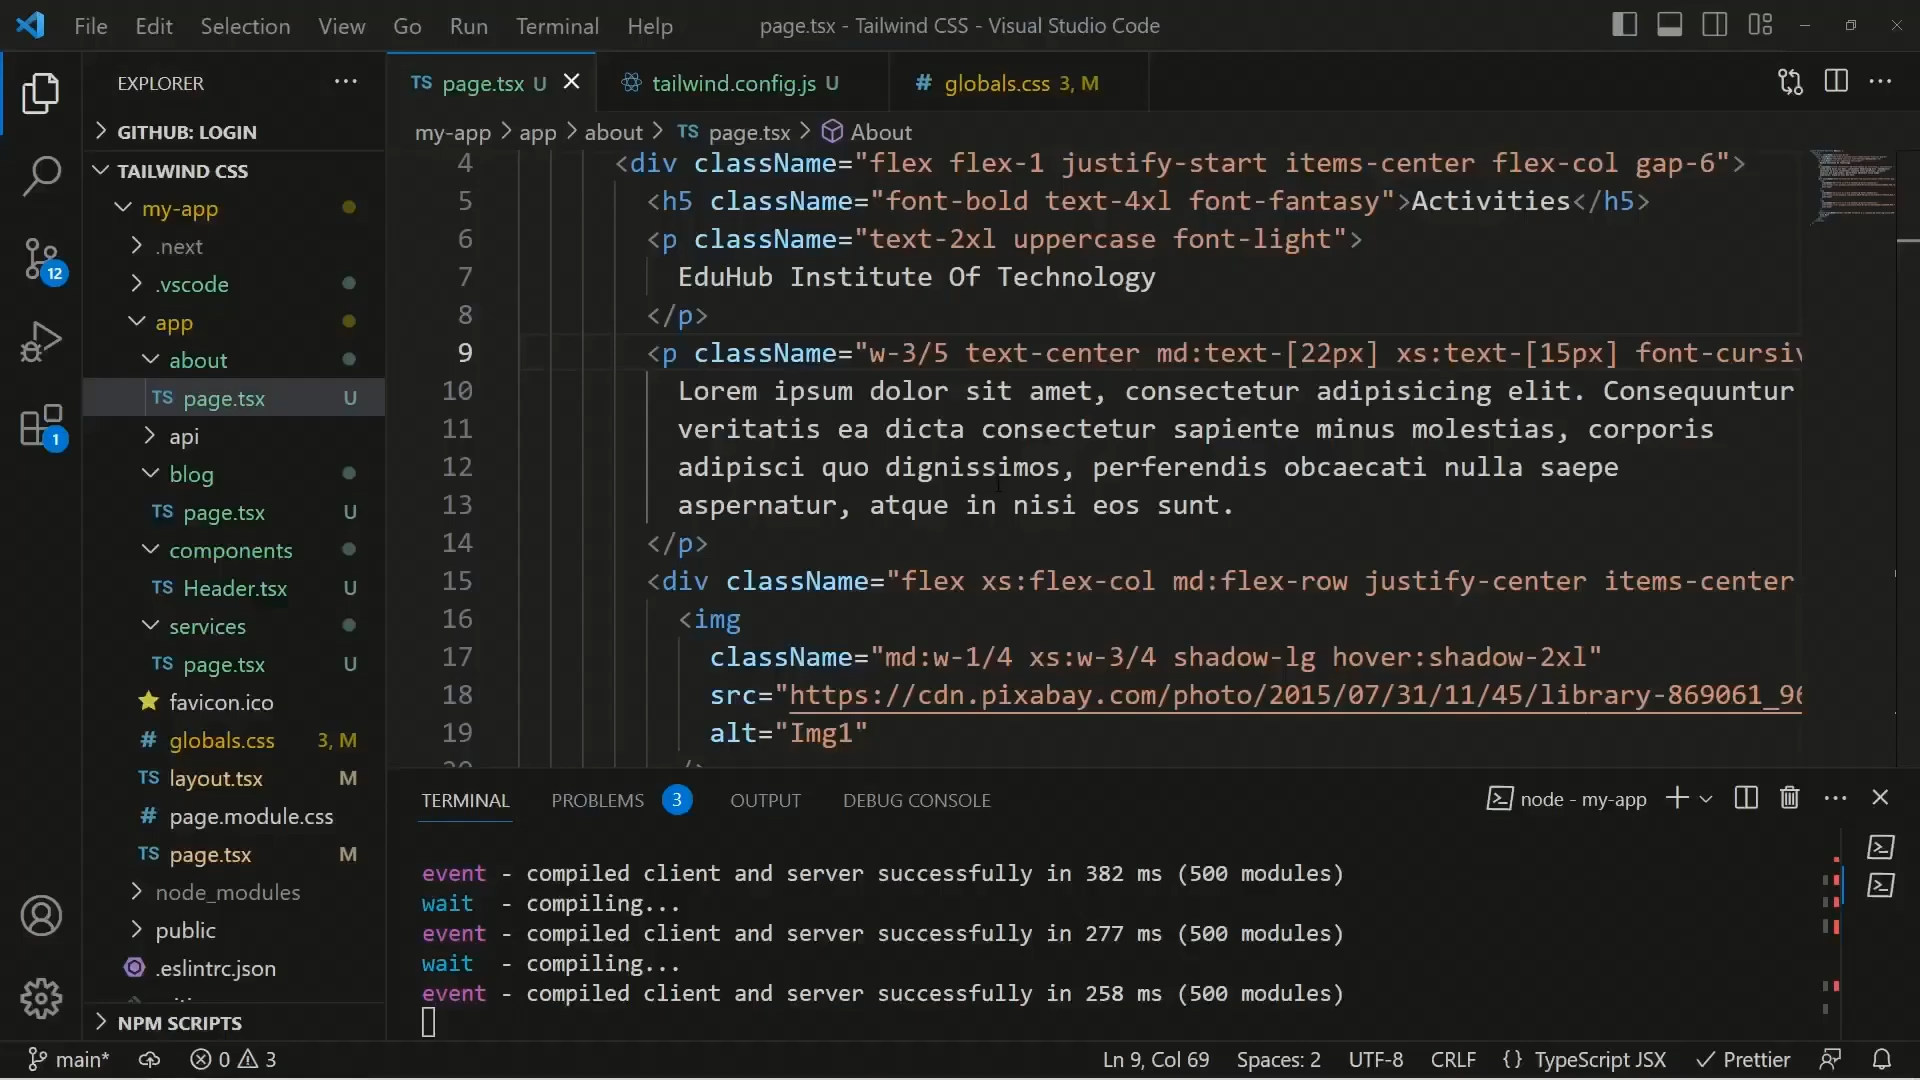 File Edit Selection View Go Run Terminal Help page.tsx - Tailwind CSS - Visual Studio Code
EXPLORER
GITHUB: LOGIN
TAILWIND CSS
my-app
.next
.vscode
app
about
TS page.tsx U
api
blog
TS page.tsx U
components
TS Header.tsx U
services
TS page.tsx U
favicon.ico
# globals.css 3, M
TS layout.tsx M
# page.module.css
TS page.tsx M
node_modules
public
.eslintrc.json
NPM SCRIPTS
12
1
TS page.tsx U tailwind.config.js U # globals.css 3, M
my-app > app > about > TS page.tsx > About
4 <div className="flex flex-1 justify-start items-center flex-col gap-6">
5 <h5 className="font-bold text-4xl font-fantasy">Activities</h5>
6 <p className="text-2xl uppercase font-light">
7 EduHub Institute Of Technology
8 </p>
9 <p className="w-3/5 text-center md:text-[22px] xs:text-[15px] font-cursiv
10 Lorem ipsum dolor sit amet, consectetur adipisicing elit. Consequuntur
11 veritatis ea dicta consectetur sapiente minus molestias, corporis
12 adipisci quo dignissimos, perferendis obcaecati nulla saepe
13 aspernatur, atque in nisi eos sunt.
14 </p>
15 <div className="flex xs:flex-col md:flex-row justify-center items-center
16 <img
17 className="md:w-1/4 xs:w-3/4 shadow-lg hover:shadow-2xl"
18 src="https://cdn.pixabay.com/photo/2015/07/31/11/45/library-869061_96
19 alt="Img1"
20 />
TERMINAL PROBLEMS 3 OUTPUT DEBUG CONSOLE node - my-app
event - compiled client and server successfully in 382 ms (500 modules)
wait - compiling...
event - compiled client and server successfully in 277 ms (500 modules)
wait - compiling...
event - compiled client and server successfully in 258 ms (500 modules)
main* 0 3 Ln 9, Col 69 Spaces: 2 UTF-8 CRLF {} TypeScript JSX Prettier